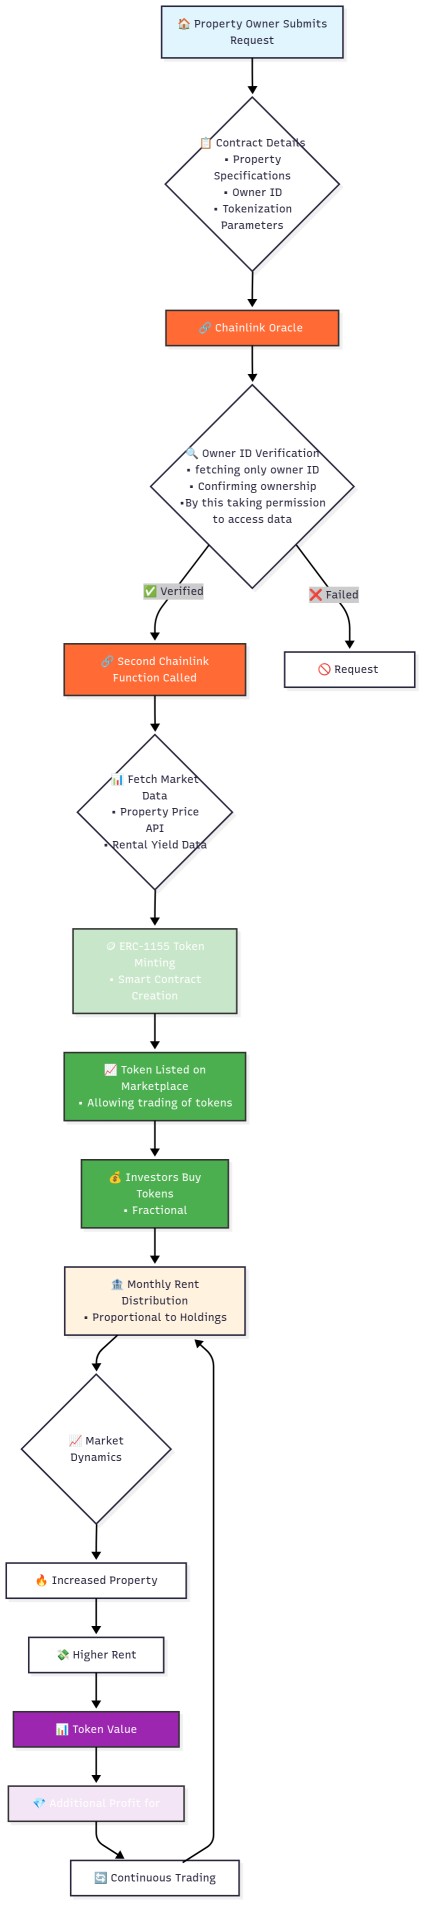 🏠 Property Owner Submits
Request
📋 Contract Details
• Property
Specifications
• Owner ID
• Tokenization
Parameters
🔗 Chainlink Oracle
🔍 Owner ID Verification
• fetching only owner ID
• Confirming ownership
•By this taking permission
to access data
✅ Verified
❌ Failed
🔗 Second Chainlink
Function Called
🚫 Request
📊 Fetch Market
Data
• Property Price
API
• Rental Yield Data
🪙 ERC-1155 Token
Minting
• Smart Contract
Creation
📈 Token Listed on
Marketplace
• Allowing trading of tokens
💰 Investors Buy
Tokens
• Fractional
🏦 Monthly Rent
Distribution
• Proportional to Holdings
📈 Market
Dynamics
🔥 Increased Property
💸 Higher Rent
📊 Token Value
💎 Additional Profit for
🔄 Continuous Trading